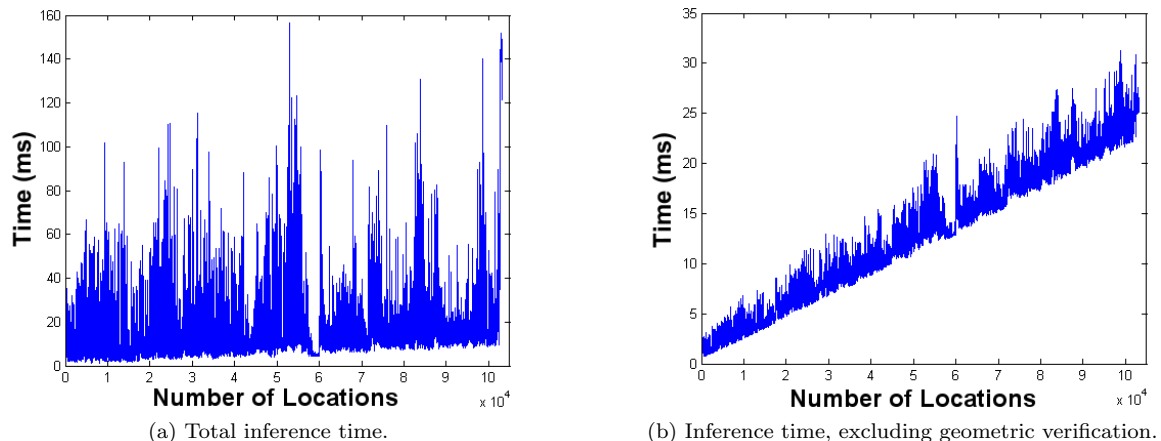 160
140
120
100
80
60
40
20
0
Time (ms)
0 1 2 3 4 5 6 7 8 9 10
Number of Locations
x 10^4
(a) Total inference time.
35
30
25
20
15
10
5
0
Time (ms)
0 1 2 3 4 5 6 7 8 9 10
Number of Locations
x 10^4
(b) Inference time, excluding geometric verification.